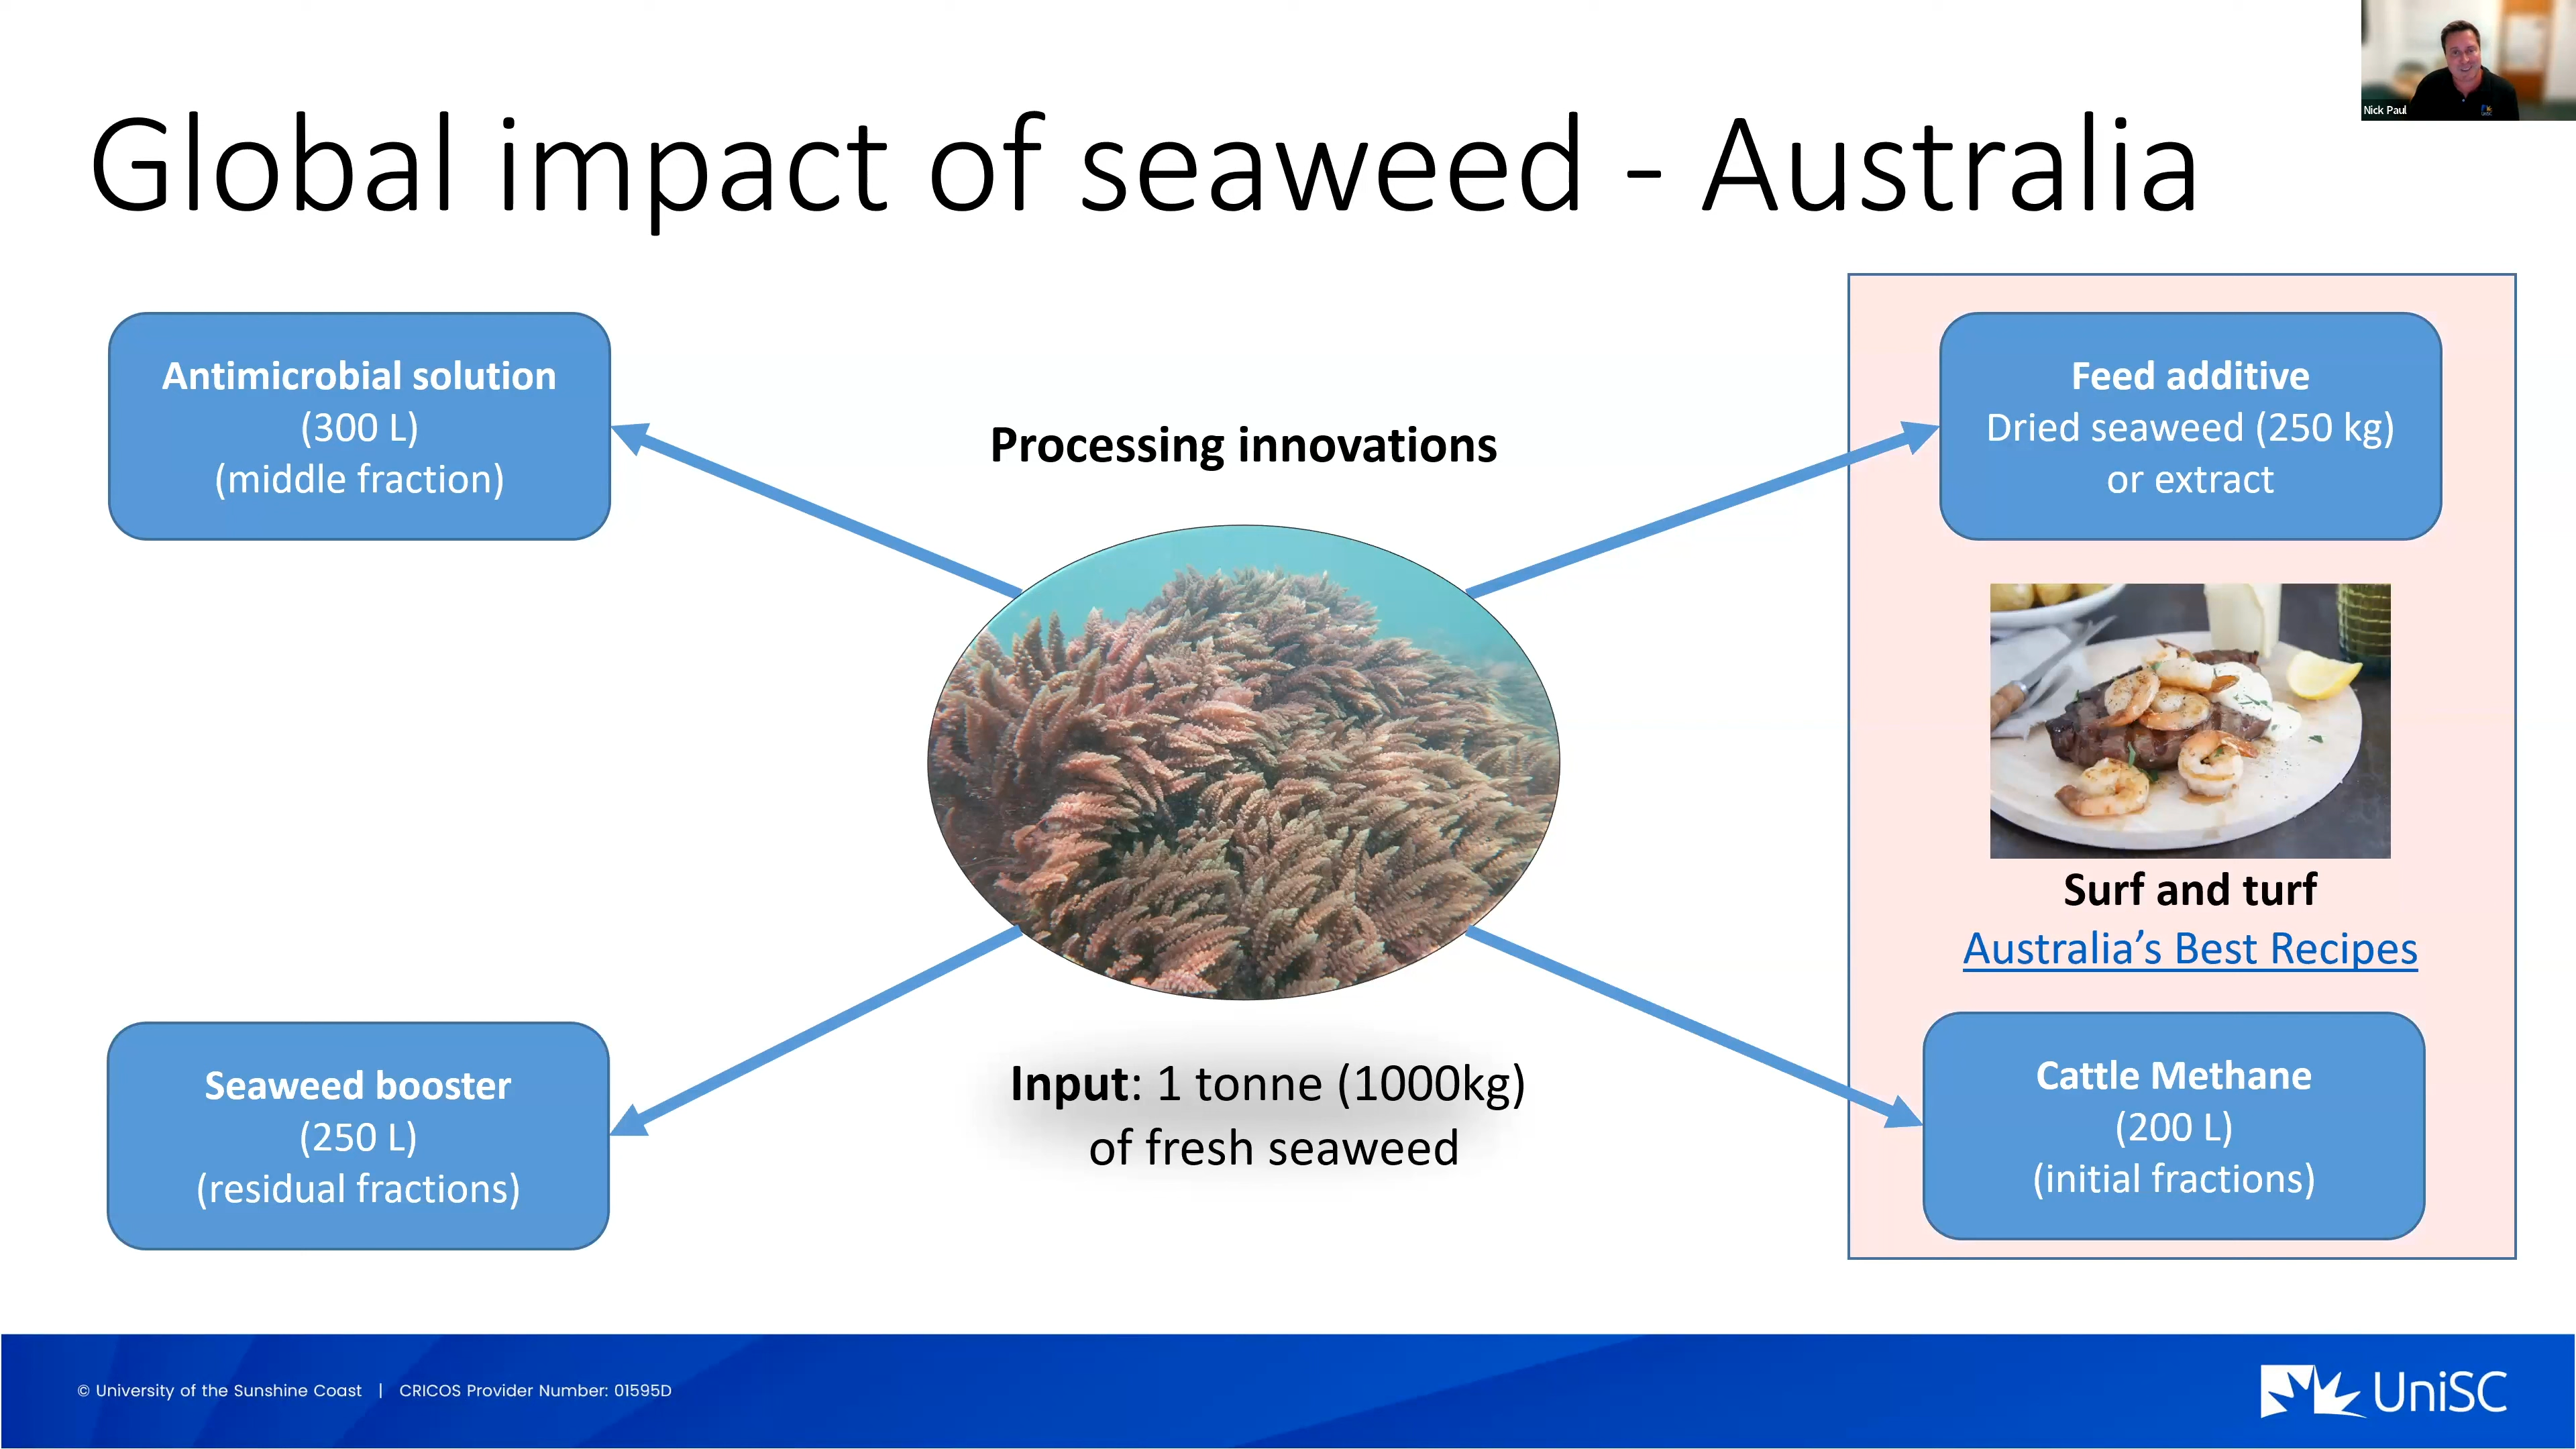 Nick Paul
Global impact of seaweed - Australia
Antimicrobial solution
(300 L)
(middle fraction)
Processing innovations
Feed additive
Dried seaweed (250 kg)
or extract
Surf and turf
Australia’s Best Recipes
Seaweed booster
(250 L)
(residual fractions)
Input: 1 tonne (1000kg)
of fresh seaweed
Cattle Methane
(200 L)
(initial fractions)
© University of the Sunshine Coast | CRICOS Provider Number: 01595D
UniSC